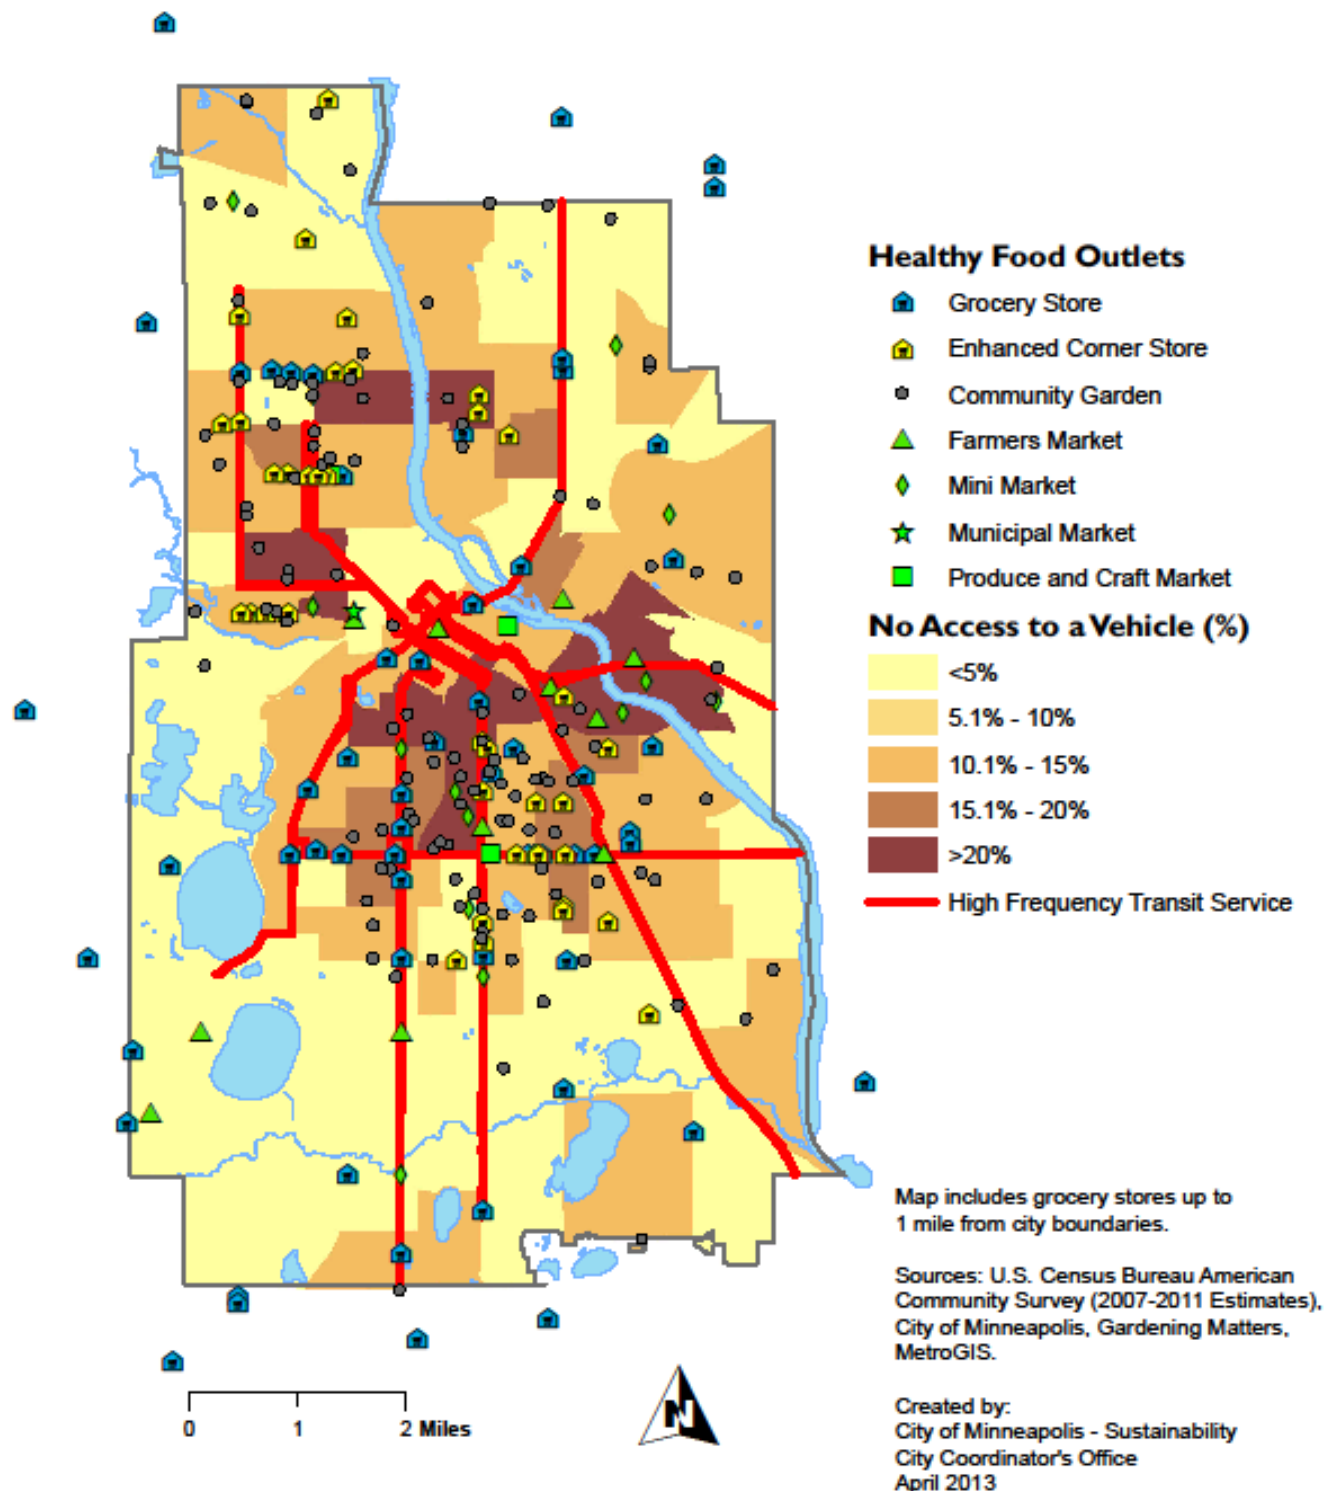 Healthy Food Outlets
Grocery Store
Enhanced Corner Store
Community Garden
Farmers Market
Mini Market
Municipal Market
Produce and Craft Market
No Access to a Vehicle (%)
<5%
5.1% - 10%
10.1% - 15%
15.1% - 20%
>20%
High Frequency Transit Service
Map includes grocery stores up to
1 mile from city boundaries.
Sources: U.S. Census Bureau American
Community Survey (2007-2011 Estimates),
City of Minneapolis, Gardening Matters,
MetroGIS.
Created by:
City of Minneapolis - Sustainability
City Coordinator's Office
April 2013
0 1 2 Miles
N